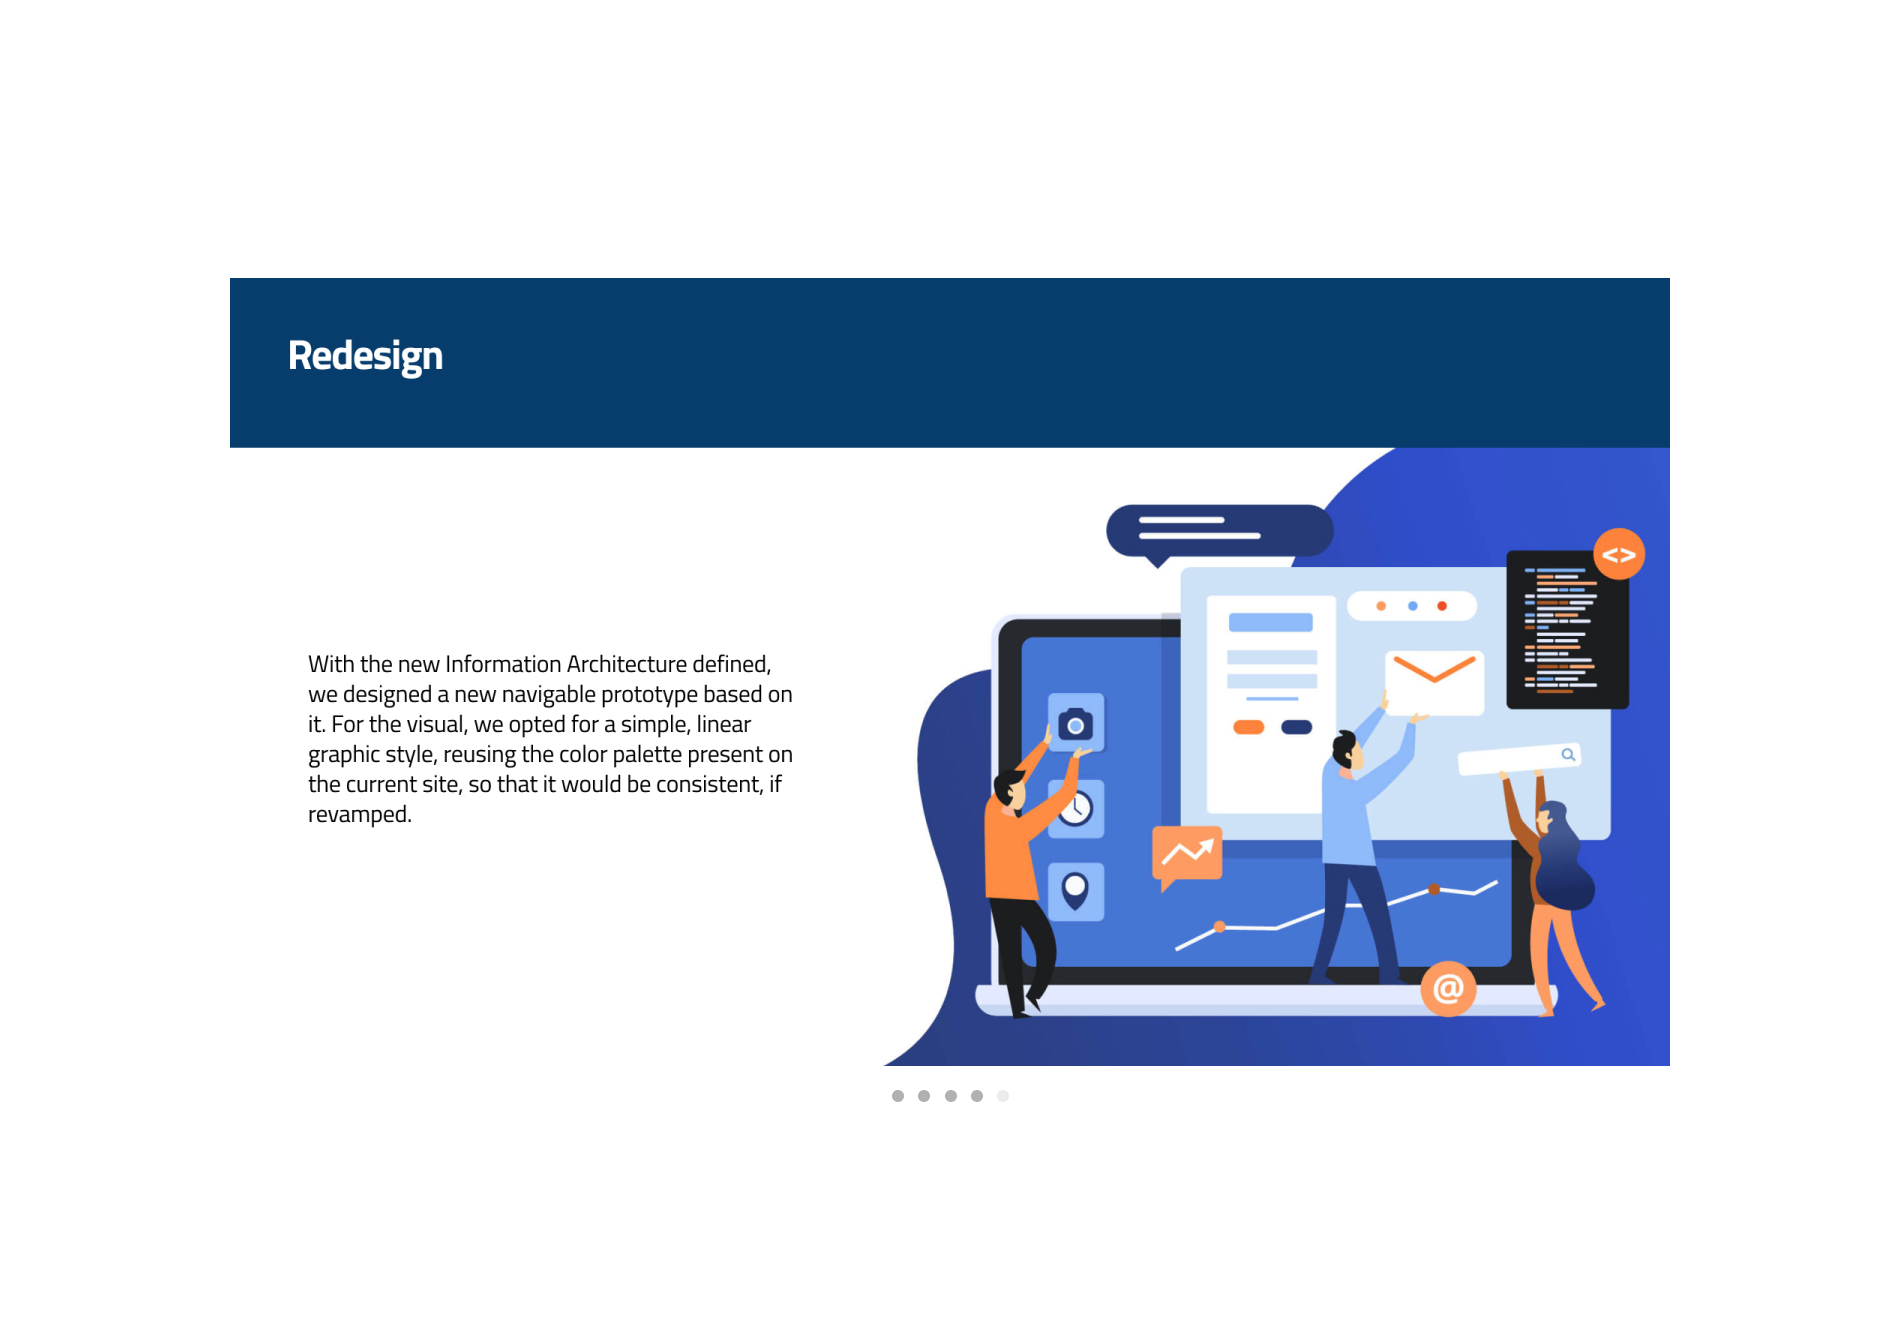 Redesign
With the new Information Architecture defined,
we designed a new navigable prototype based on
it. For the visual, we opted for a simple, linear
graphic style, reusing the color palette present on
the current site, so that it would be consistent, if
revamped.
<>
@